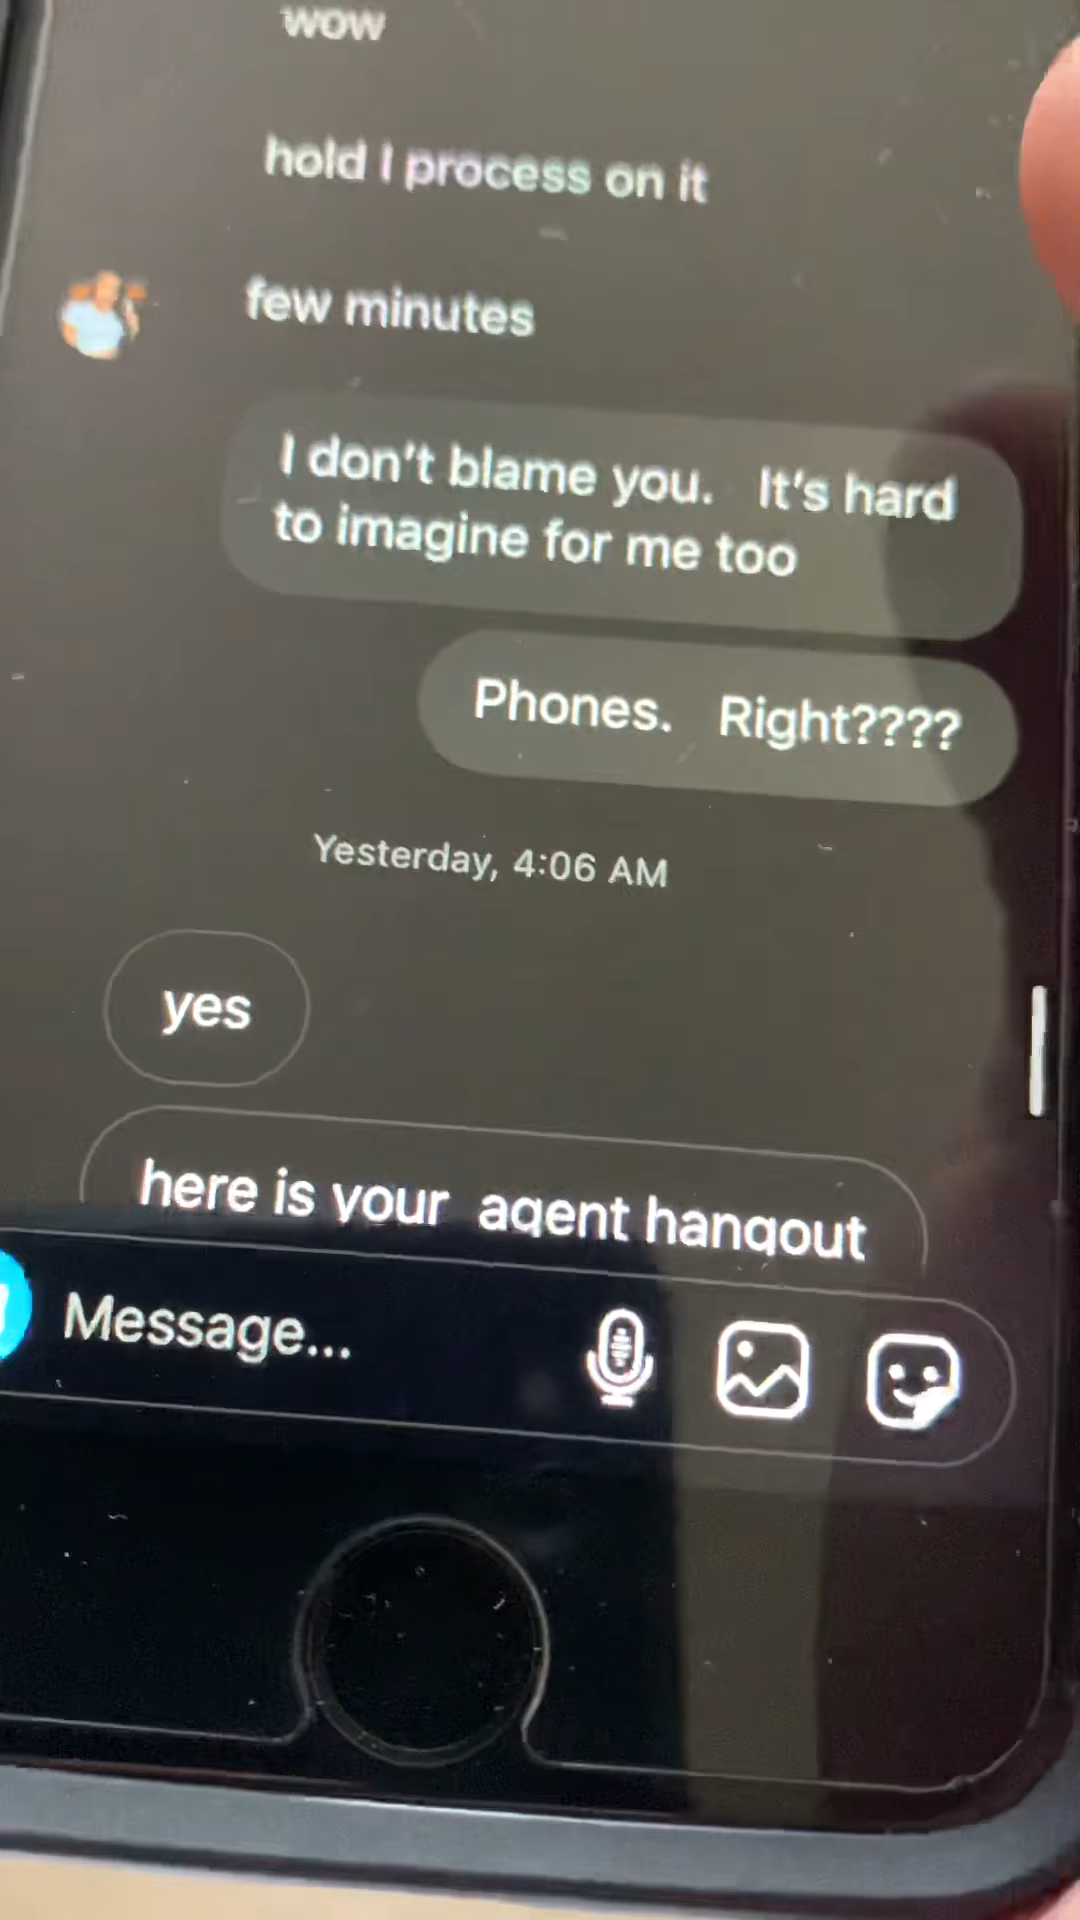 wow
hold I process on it
few minutes
I don't blame you.   It's hard
to imagine for me too
Phones.   Right????
Yesterday, 4:06 AM
yes
here is your  agent hangout
Message...